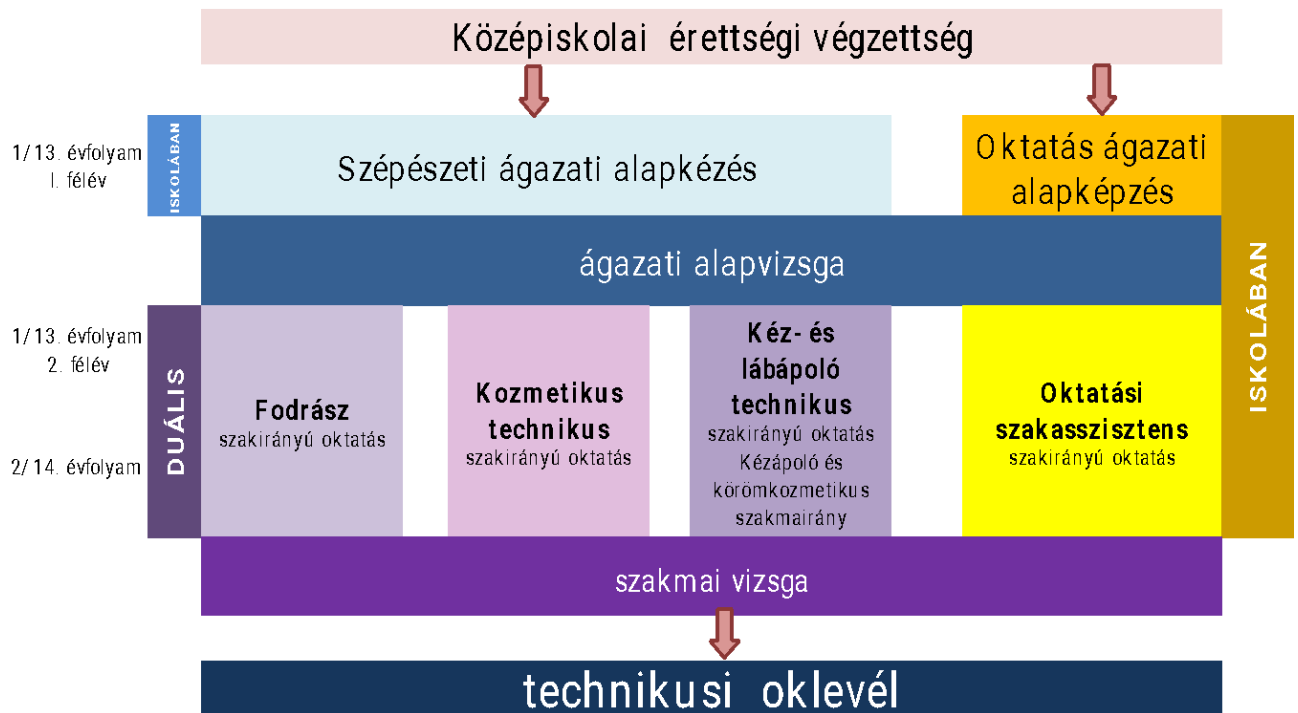 Középiskolai érettségi végzettség
1/13. évfolyam
I. félév
ISKOLÁBAN
Szépészeti ágazati alapkézés
Oktatás ágazati
alapképzés
ISKOLÁBAN
ágazati alapvizsga
1/13. évfolyam
2. félév
2/14. évfolyam
DUÁLIS
Fodrász
szakirányú oktatás
Kozmetikus
technikus
szakirányú oktatás
Kéz- és
lábápoló
technikus
szakirányú oktatás
Kézápoló és
körömkozmetikus
szakmairány
Oktatási
szakasszisztens
szakirányú oktatás
szakmai vizsga
technikusi oklevél